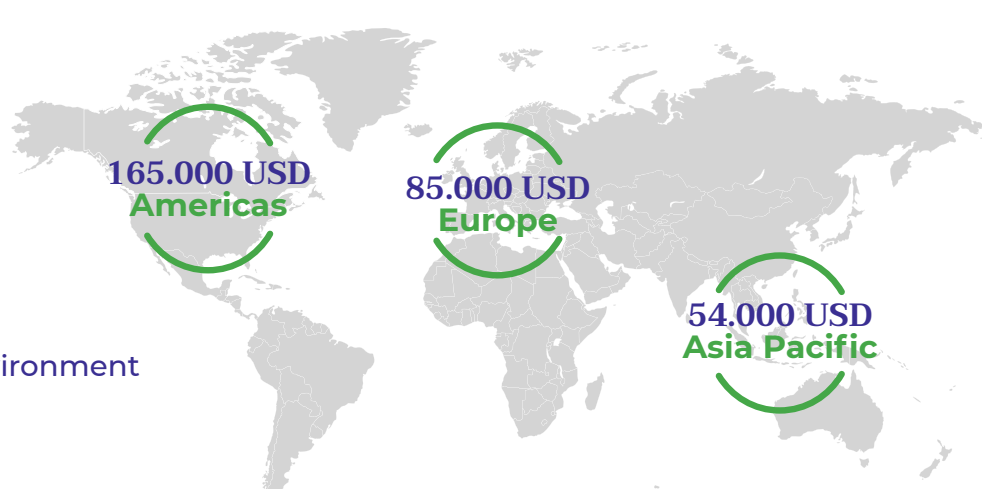 165.000 USD
Americas
85.000 USD
Europe
54.000 USD
Asia Pacific
ironment